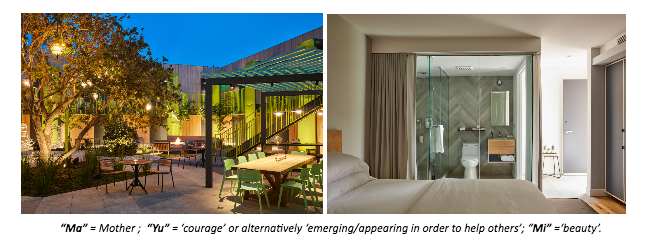 “Ma” = Mother ;  “Yu” = ‘courage’ or alternatively ‘emerging/appearing in order to help others’; “Mi” =‘beauty’.